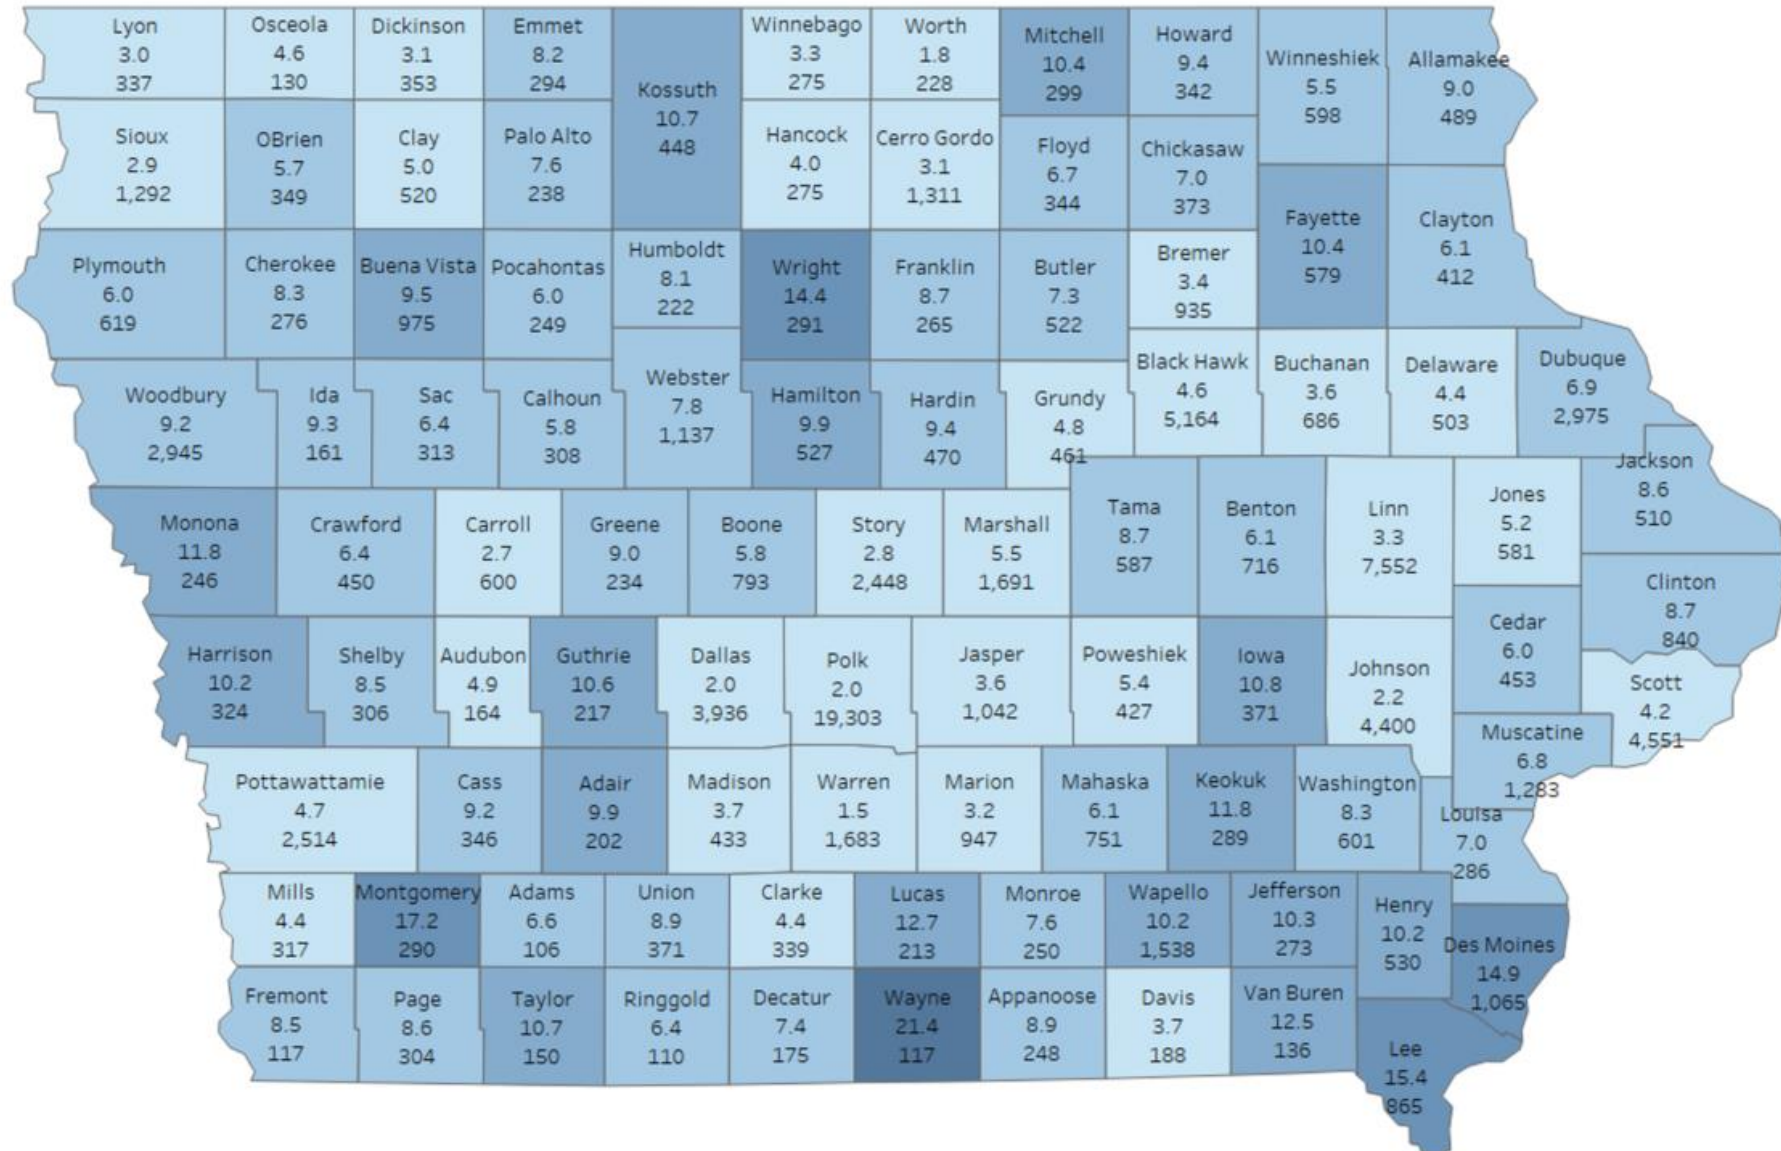 Lyon
3.0
337
Osceola
4.6
130
Dickinson
3.1
353
Emmet
8.2
294
Kossuth
10.7
448
Winnebago
3.3
275
Worth
1.8
228
Mitchell
10.4
299
Howard
9.4
342
Winneshiek
5.5
598
Allamakee
9.0
489
Sioux
2.9
1,292
OBrien
5.7
349
Clay
5.0
520
Palo Alto
7.6
238
Hancock
4.0
275
Cerro Gordo
3.1
1,311
Floyd
6.7
344
Chickasaw
7.0
373
Fayette
10.4
579
Clayton
6.1
412
Plymouth
6.0
619
Cherokee
8.3
276
Buena Vista
9.5
975
Pocahontas
6.0
249
Humboldt
8.1
222
Wright
14.4
291
Franklin
8.7
265
Butler
7.3
522
Bremer
3.4
935
Woodbury
9.2
2,945
Ida
9.3
161
Sac
6.4
313
Calhoun
5.8
308
Webster
7.8
1,137
Hamilton
9.9
527
Hardin
9.4
470
Grundy
4.8
461
Black Hawk
4.6
5,164
Buchanan
3.6
686
Delaware
4.4
503
Dubuque
6.9
2,975
Jackson
8.6
510
Monona
11.8
246
Crawford
6.4
450
Carroll
2.7
600
Greene
9.0
234
Boone
5.8
793
Story
2.8
2,448
Marshall
5.5
1,691
Tama
8.7
587
Benton
6.1
716
Linn
3.3
7,552
Jones
5.2
581
Clinton
8.7
840
Harrison
10.2
324
Shelby
8.5
306
Audubon
4.9
164
Guthrie
10.6
217
Dallas
2.0
3,936
Polk
2.0
19,303
Jasper
3.6
1,042
Poweshiek
5.4
427
Iowa
10.8
371
Johnson
2.2
4,400
Cedar
6.0
453
Scott
4.2
4,551
Muscatine
6.8
1,283
Pottawattamie
4.7
2,514
Cass
9.2
346
Adair
9.9
202
Madison
3.7
433
Warren
1.5
1,683
Marion
3.2
947
Mahaska
6.1
751
Keokuk
11.8
289
Washington
8.3
601
Louisa
7.0
286
Mills
4.4
317
Montgomery
17.2
290
Adams
6.6
106
Union
8.9
371
Clarke
4.4
339
Lucas
12.7
213
Monroe
7.6
250
Wapello
10.2
1,538
Jefferson
10.3
273
Henry
10.2
530
Des Moines
14.9
1,065
Fremont
8.5
117
Page
8.6
304
Taylor
10.7
150
Ringgold
6.4
110
Decatur
7.4
175
Wayne
21.4
117
Appanoose
8.9
248
Davis
3.7
188
Van Buren
12.5
136
Lee
15.4
865